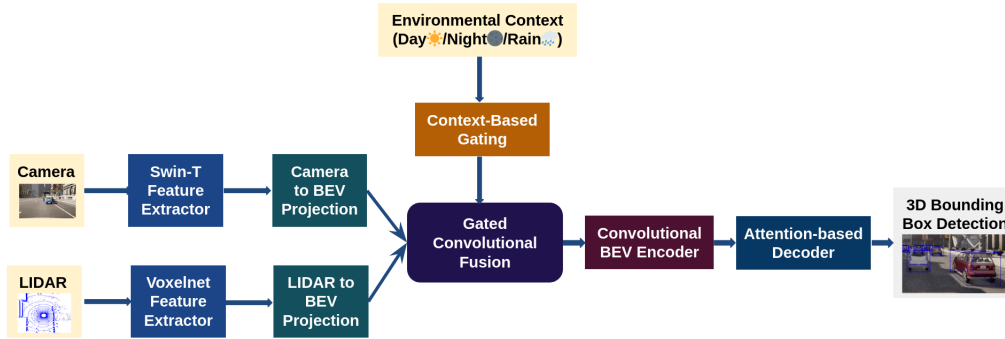 Environmental Context
(Day☀️/Night🌑/Rain🌧️)
Context-Based
Gating
Camera
Swin-T
Feature
Extractor
Camera
to BEV
Projection
LIDAR
Voxelnet
Feature
Extractor
LIDAR to
BEV
Projection
Gated
Convolutional
Fusion
Convolutional
BEV Encoder
Attention-based
Decoder
3D Bounding
Box Detection